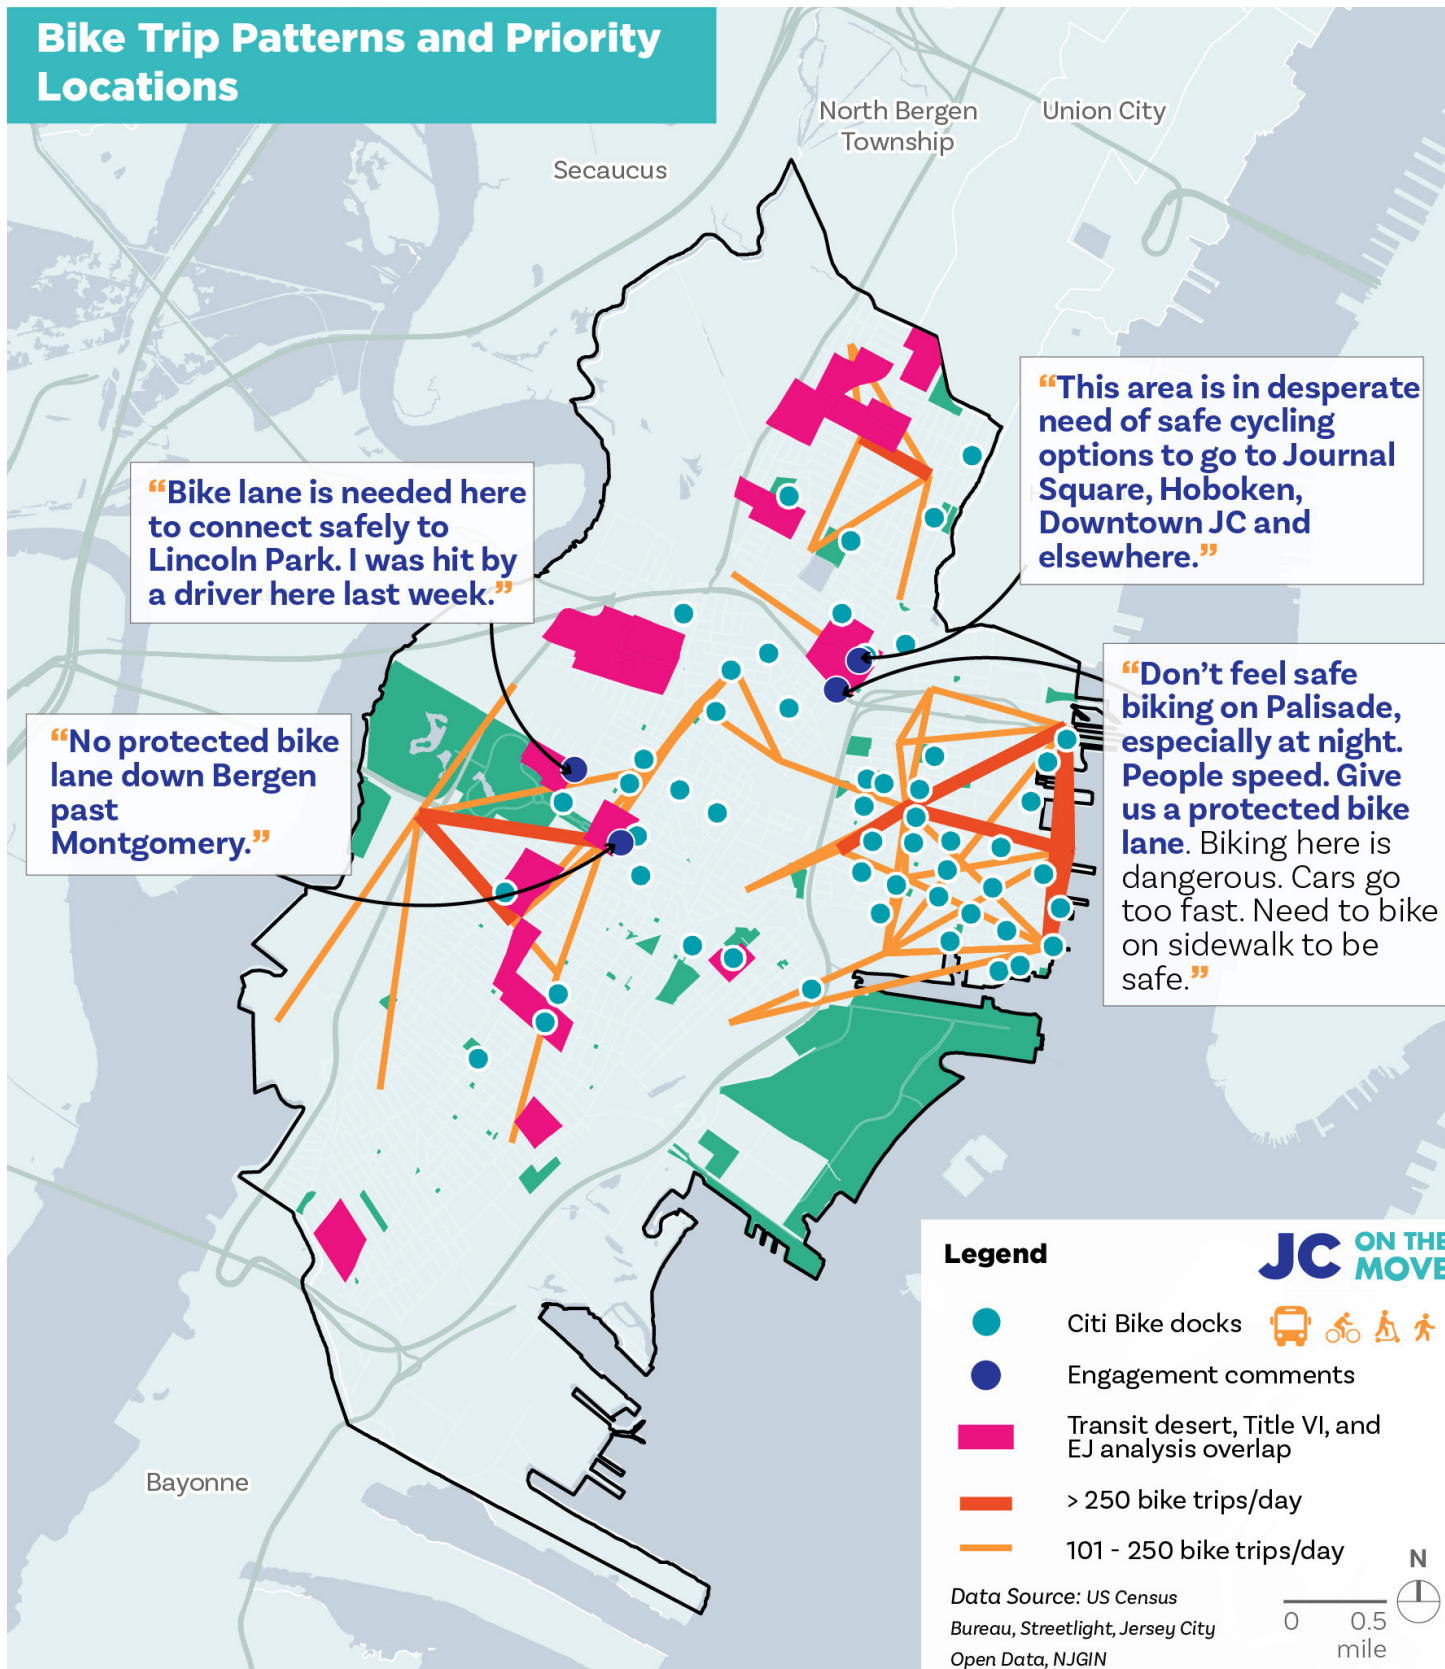 Bike Trip Patterns and Priority
Locations
North Bergen
Township
Union City
Secaucus
“This area is in desperate
need of safe cycling
options to go to Journal
Square, Hoboken,
Downtown JC and
elsewhere.”
“Bike lane is needed here
to connect safely to
Lincoln Park. I was hit by
a driver here last week.”
“Don’t feel safe
biking on Palisade,
especially at night.
People speed. Give
us a protected bike
lane. Biking here is
dangerous. Cars go
too fast. Need to bike
on sidewalk to be
safe.”
“No protected bike
lane down Bergen
past
Montgomery.”
Bayonne
Legend
JC ON THE
MOVE
Citi Bike docks
Engagement comments
Transit desert, Title VI, and
EJ analysis overlap
> 250 bike trips/day
101 - 250 bike trips/day
Data Source: US Census
Bureau, Streetlight, Jersey City
Open Data, NJGIN
N
0 0.5
mile